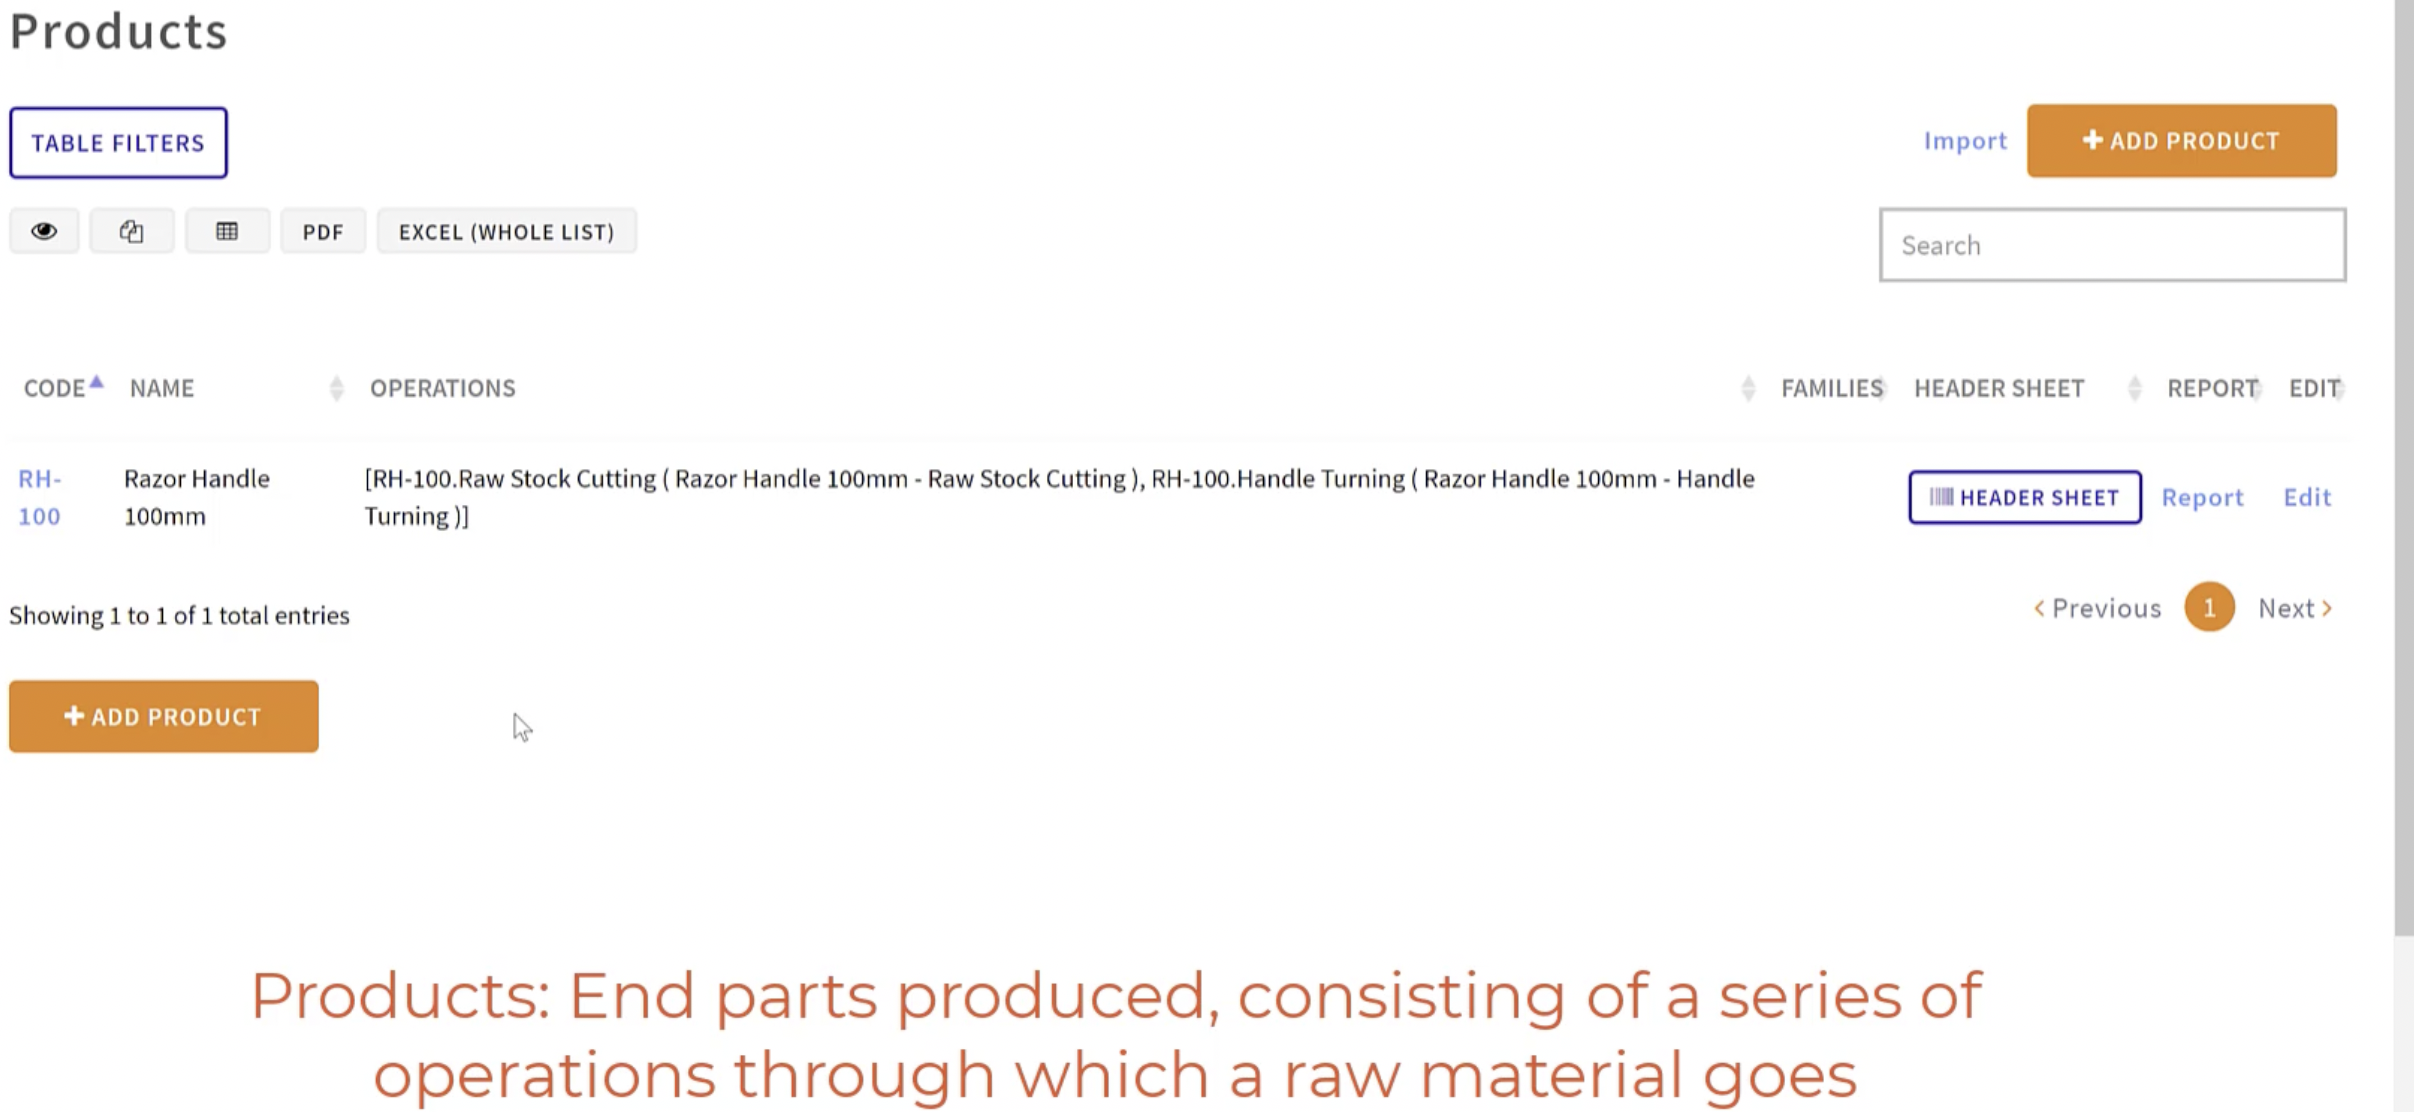 Products
TABLE FILTERS
Import
ADD PRODUCT
PDF
EXCEL (WHOLE LIST)
Search
CODE NAME OPERATIONS FAMILIES HEADER SHEET REPORT EDIT
RH-
100
Razor Handle
100mm
[RH-100.Raw Stock Cutting ( Razor Handle 100mm - Raw Stock Cutting ), RH-100.Handle Turning ( Razor Handle 100mm - Handle
Turning )]
HEADER SHEET
Report
Edit
Showing 1 to 1 of 1 total entries
Previous 1 Next
ADD PRODUCT
Products: End parts produced, consisting of a series of
operations through which a raw material goes